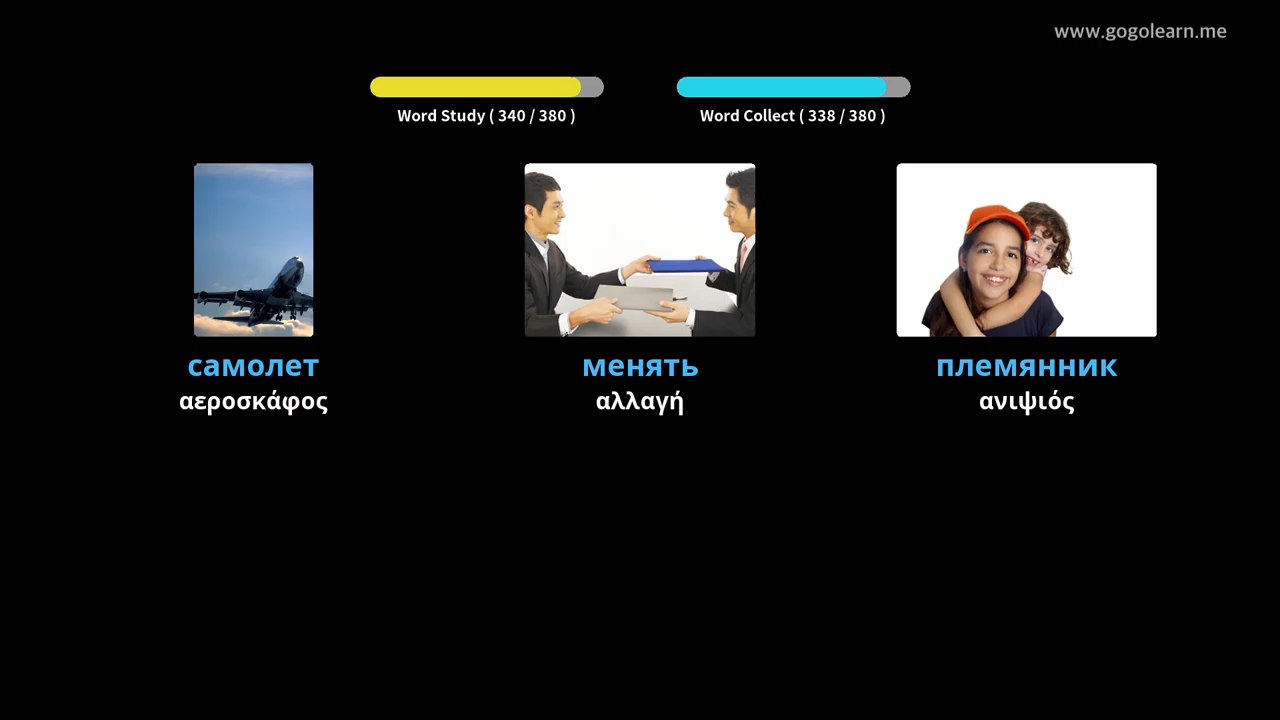 www.gogolearn.me
Word Study ( 340 / 380 )
Word Collect ( 338 / 380 )
самолет
менять
племянник
αεροσκάφος
αλλαγή
ανιψιός